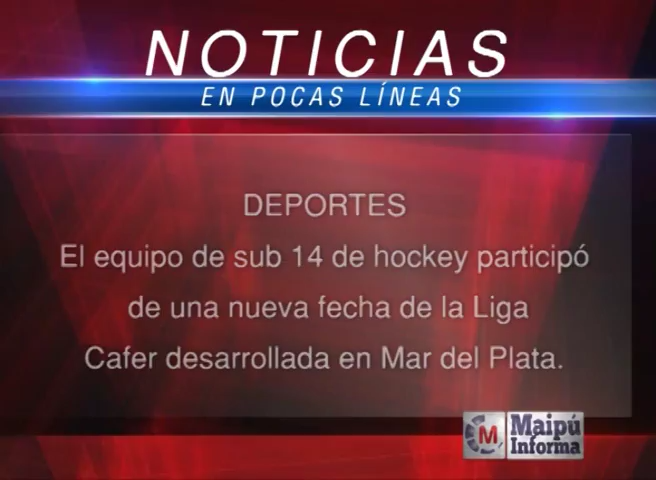 NOTICIAS
EN POCAS LÍNEAS
DEPORTES
El equipo de sub 14 de hockey participó
de una nueva fecha de la Liga
Cafer desarrollada en Mar del Plata.
M
Maipú
Informa